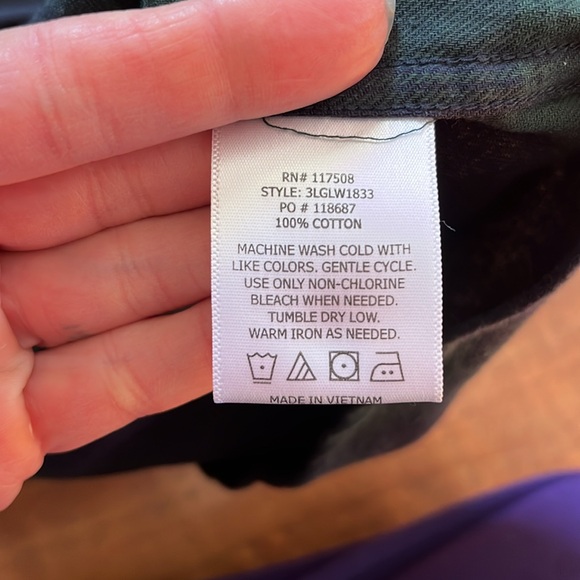 RN# 117508
STYLE: 3LGLW1833
PO # 118687
100% COTTON
MACHINE WASH COLD WITH
LIKE COLORS. GENTLE CYCLE.
USE ONLY NON-CHLORINE
BLEACH WHEN NEEDED.
TUMBLE DRY LOW.
WARM IRON AS NEEDED.
MADE IN VIETNAM